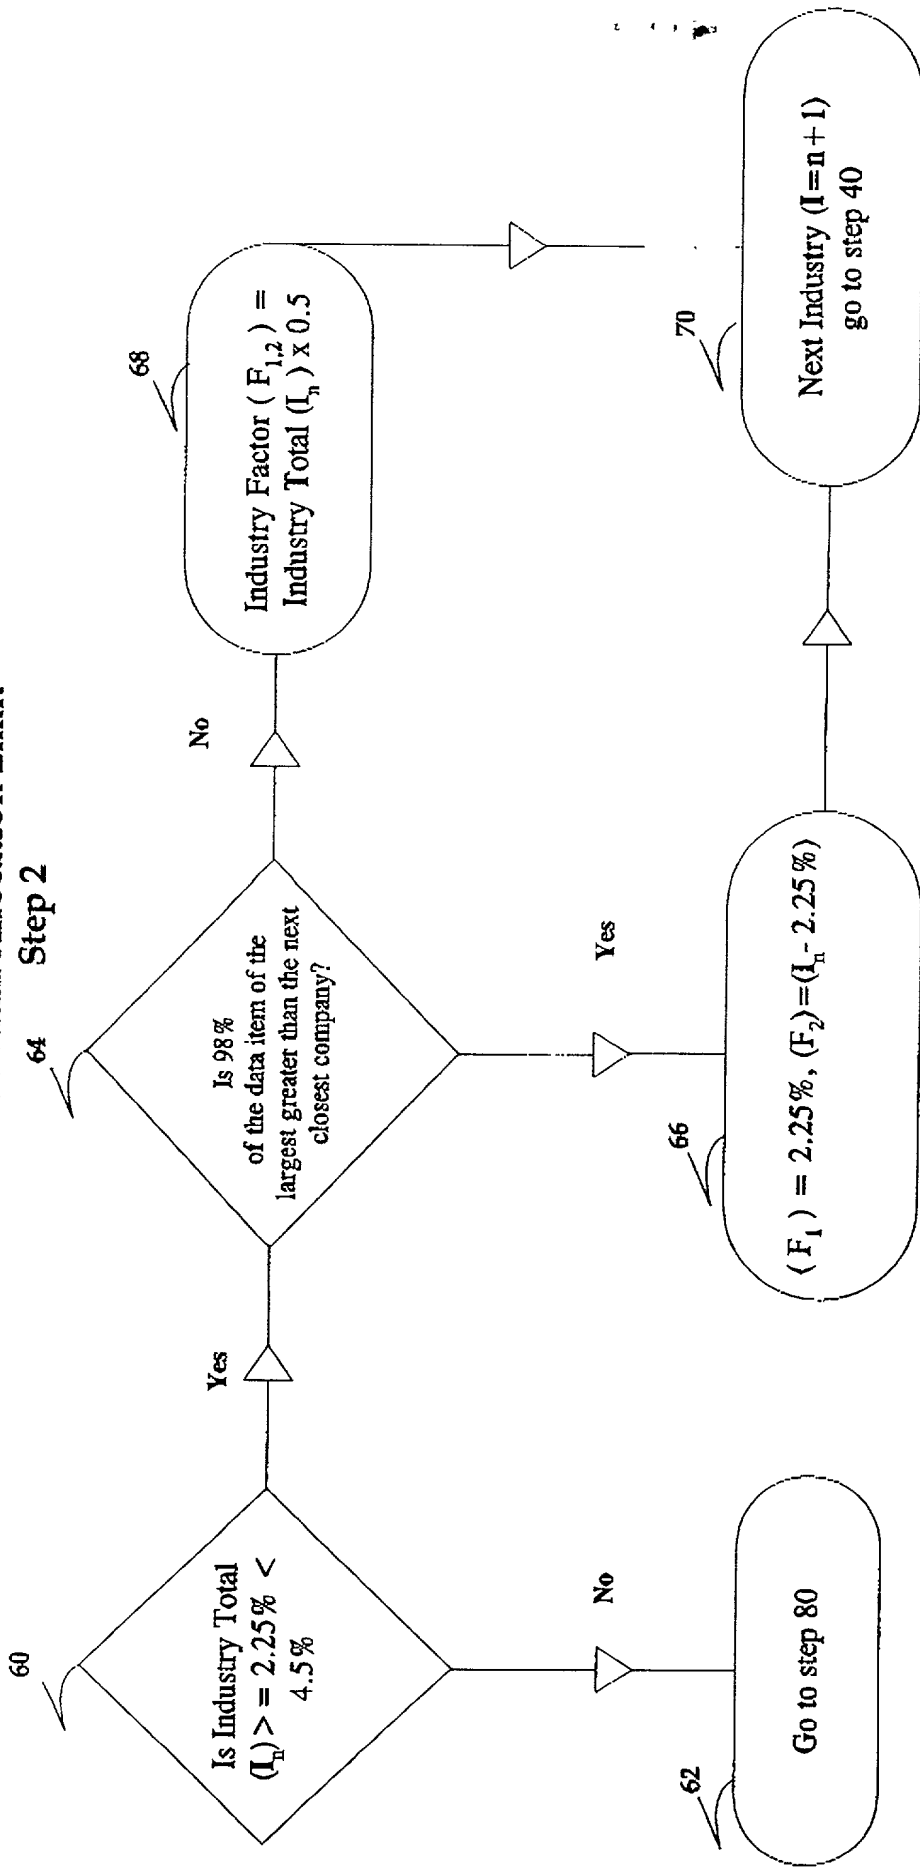 Step 2
60
Is Industry Total
(Iₙ) > = 2.25% <
4.5%
Yes
No
62
Go to step 80
64
Is 98%
of the data item of the
largest greater than the next
closest company?
No
Yes
66
(F₁) = 2.25%, (F₂)=(Iₙ- 2.25%)
68
Industry Factor (F₁,₂) =
Industry Total (Iₙ) x 0.5
70
Next Industry (I=n+1)
go to step 40